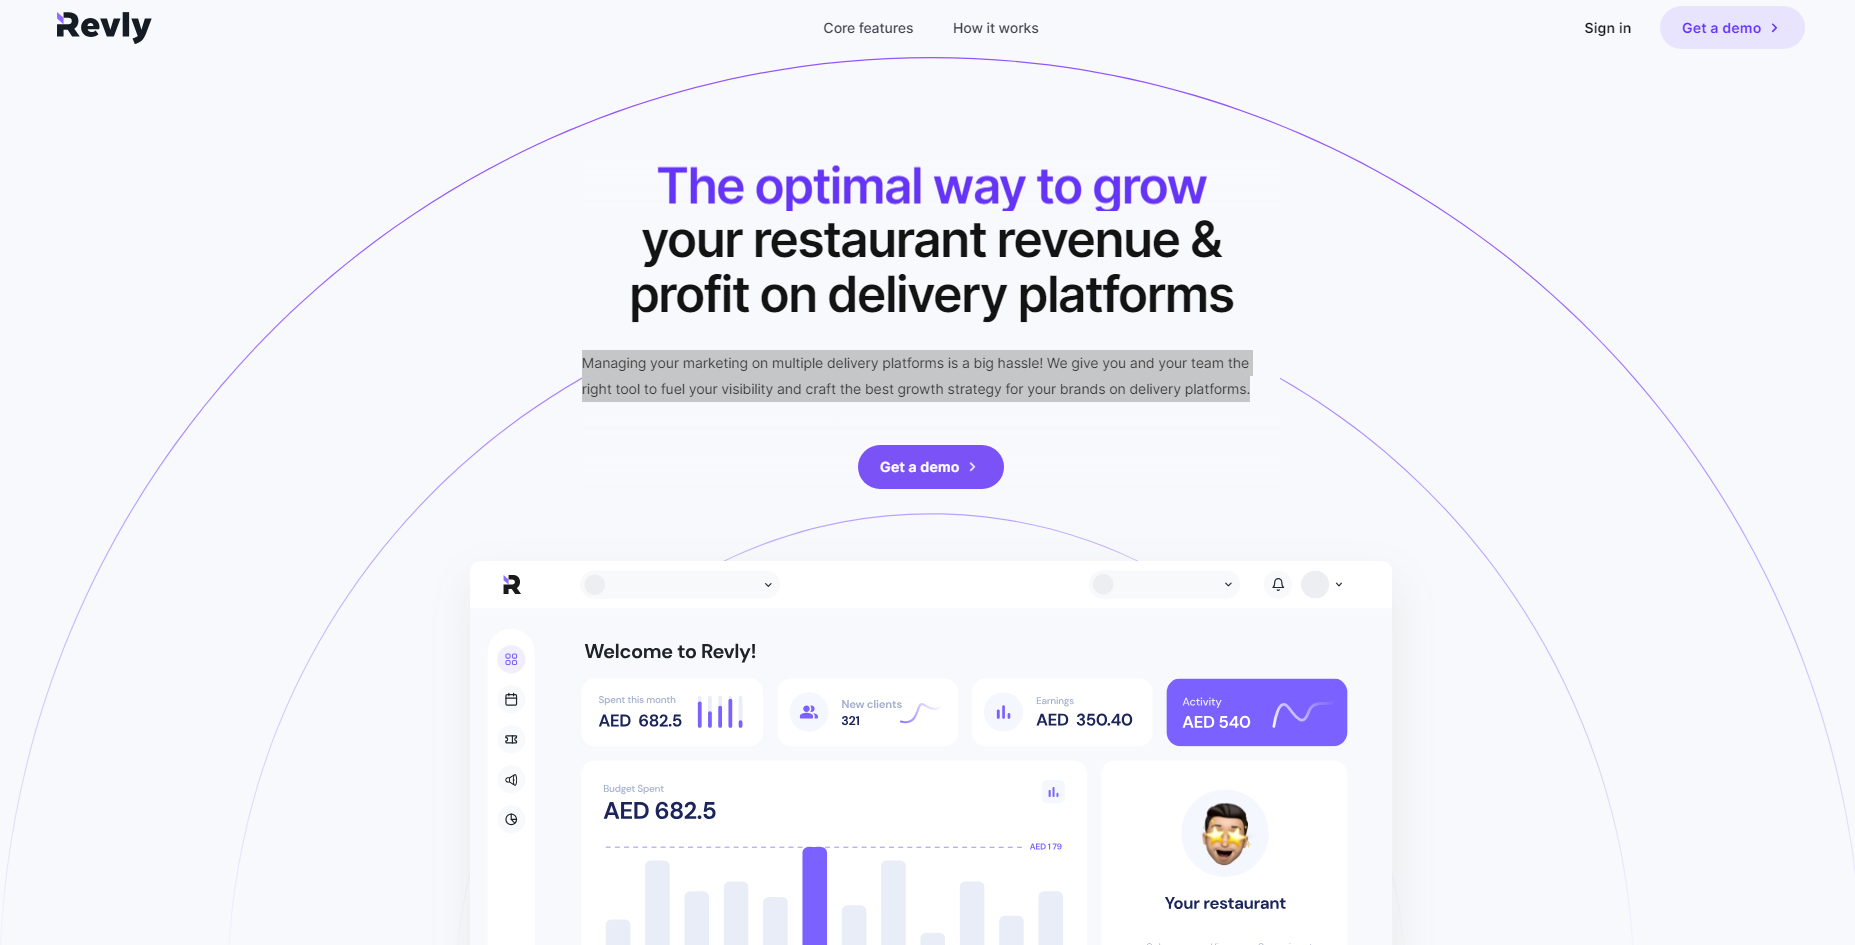 Revly
Core features
How it works
Sign in
Get a demo
The optimal way to grow
your restaurant revenue &
profit on delivery platforms
Managing your marketing on multiple delivery platforms is a big hassle! We give you and your team the
right tool to fuel your visibility and craft the best growth strategy for your brands on delivery platforms.
Get a demo
R
Welcome to Revly!
Spent this month
AED 682.5
New clients
321
Earnings
AED 350.40
Activity
AED 540
Budget Spent
AED 682.5
AED179
Your restaurant